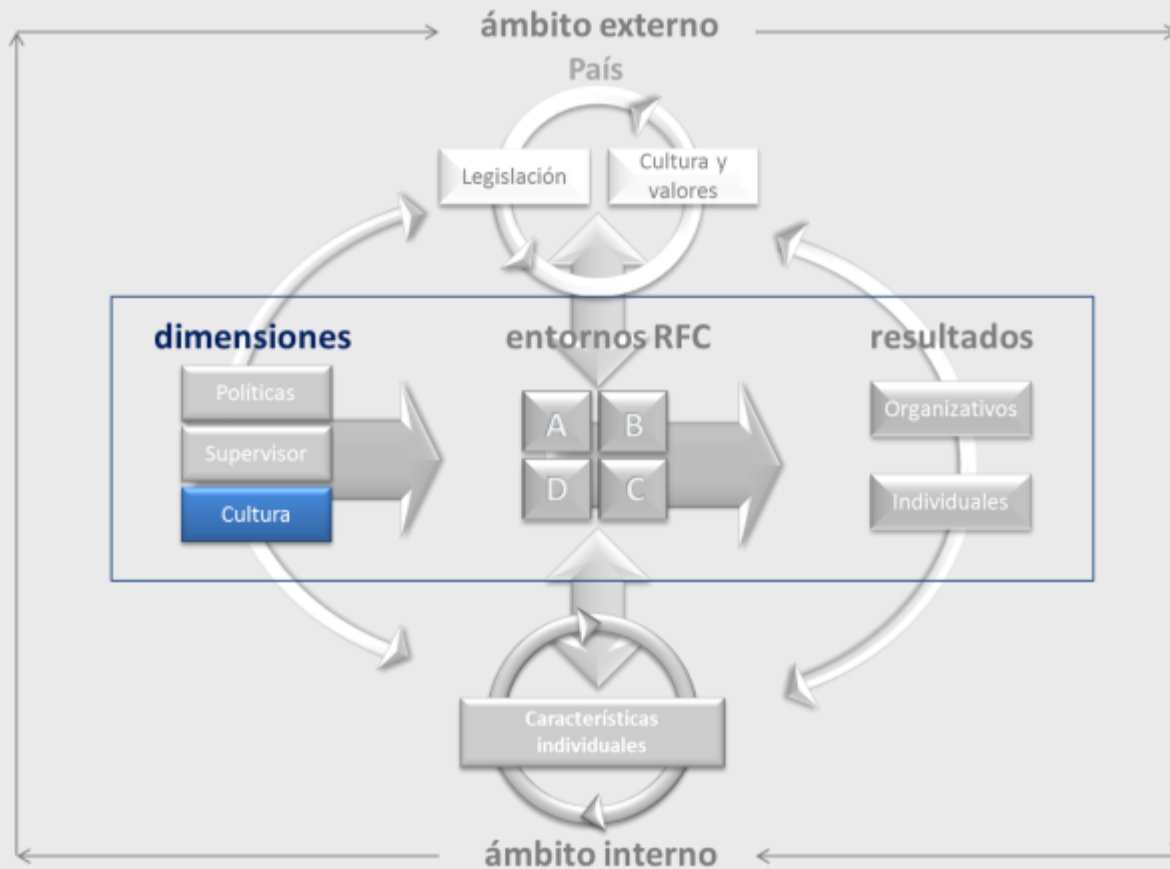 ámbito externo
País
Legislación
Cultura y
valores
dimensiones
entornos RFC
resultados
Políticas
Supervisor
Cultura
A
B
D
C
Organizativos
Individuales
Características
individuales
ámbito interno